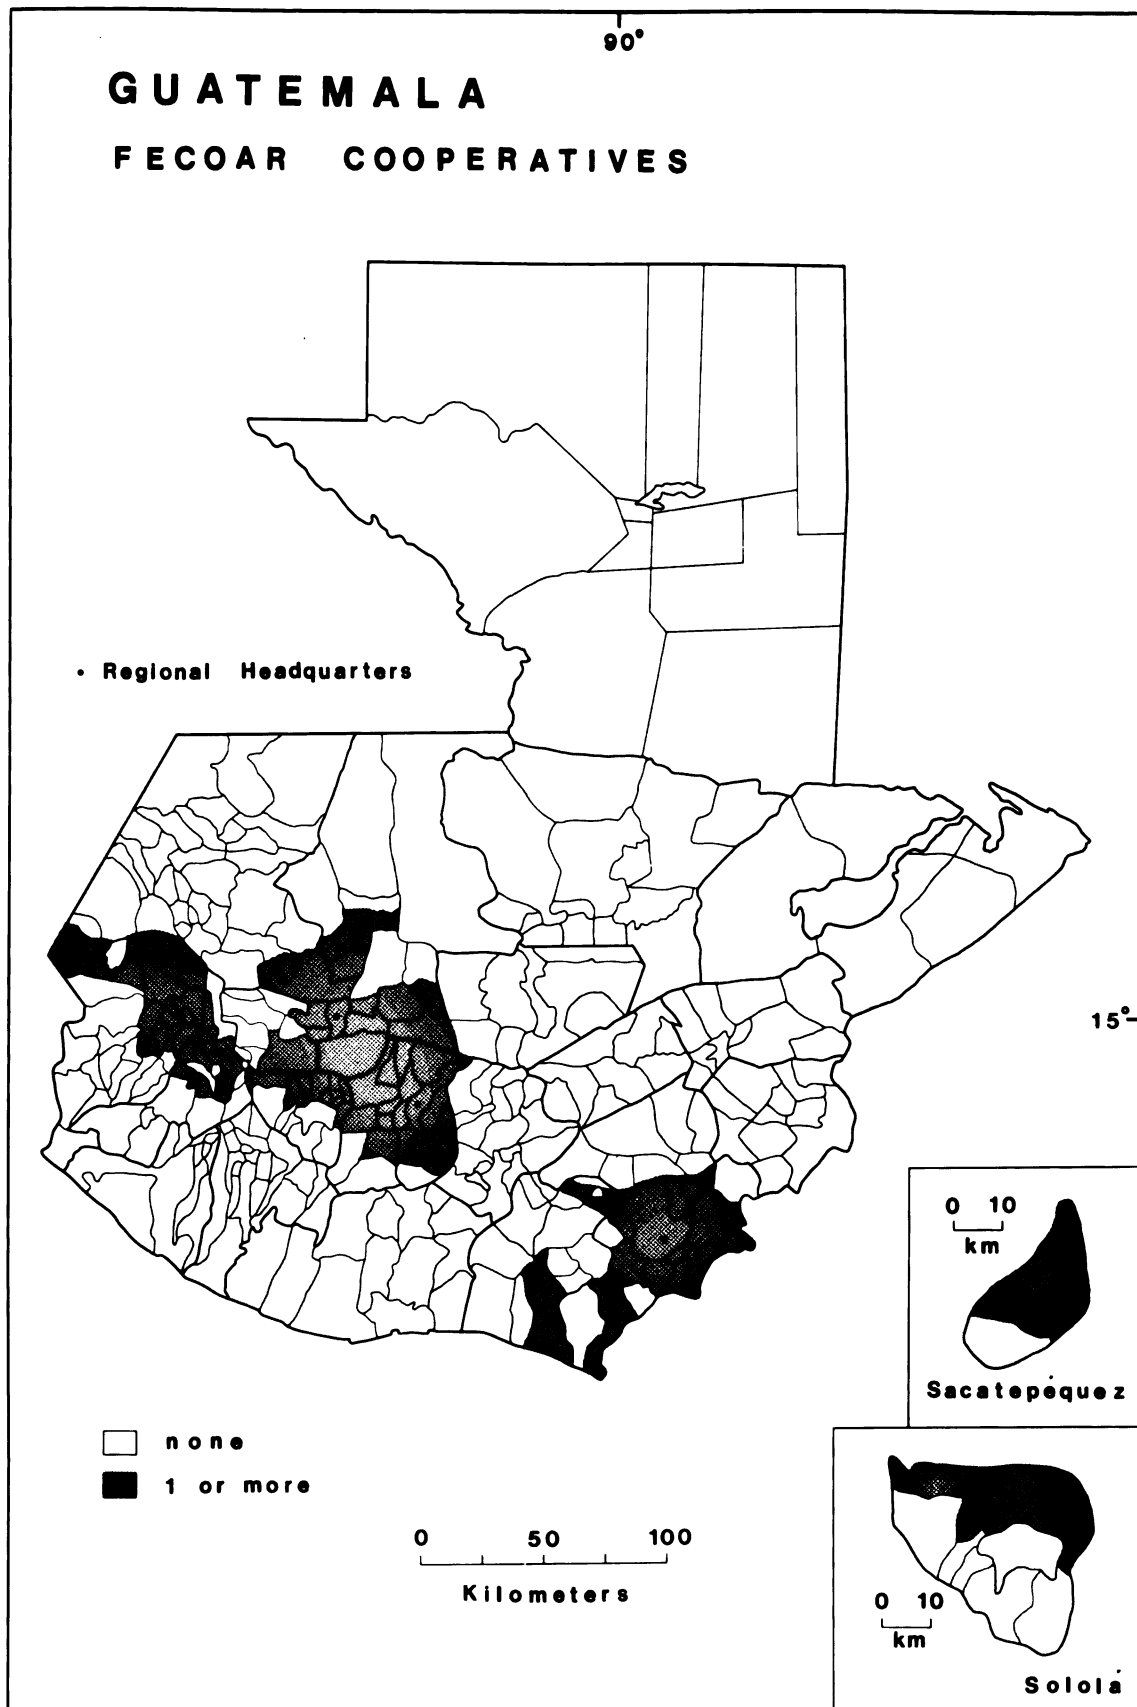 90°
GUATEMALA
FECOAR COOPERATIVES
• Regional Headquarters
15°
0 10
km
Sacatepéquez
none
1 or more
0 50 100
Kilometers
0 10
km
Sololá